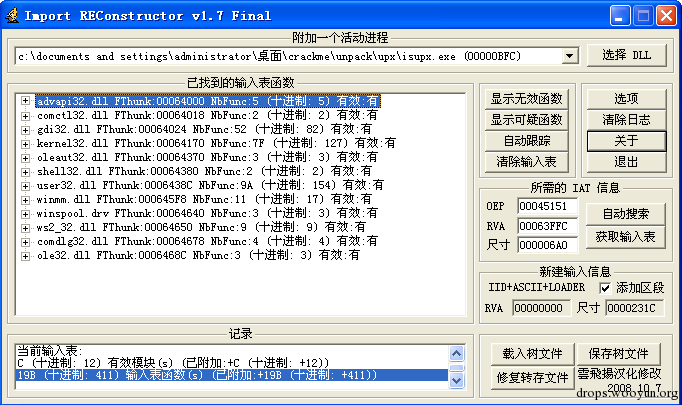 Import REConstructor v1.7 Final
附加一个活动进程
c:\documents and settings\administrator\桌面\crackme\unpack\upx\isupx.exe (00000BFC)
选择 DLL
已找到的输入表函数
advapi32.dll FThunk:00064000 NbFunc:5 (十进制: 5) 有效:有
comctl32.dll FThunk:00064018 NbFunc:2 (十进制: 2) 有效:有
gdi32.dll FThunk:00064024 NbFunc:52 (十进制: 82) 有效:有
kernel32.dll FThunk:00064170 NbFunc:7F (十进制: 127) 有效:有
oleaut32.dll FThunk:00064370 NbFunc:3 (十进制: 3) 有效:有
shell32.dll FThunk:00064380 NbFunc:2 (十进制: 2) 有效:有
user32.dll FThunk:0006438C NbFunc:9A (十进制: 154) 有效:有
winmm.dll FThunk:000645F8 NbFunc:11 (十进制: 17) 有效:有
winspool.drv FThunk:00064640 NbFunc:3 (十进制: 3) 有效:有
ws2_32.dll FThunk:00064650 NbFunc:9 (十进制: 9) 有效:有
comdlg32.dll FThunk:00064678 NbFunc:4 (十进制: 4) 有效:有
ole32.dll FThunk:0006468C NbFunc:3 (十进制: 3) 有效:有
显示无效函数
显示可疑函数
自动跟踪
清除输入表
选项
清除日志
关于
退出
所需的 IAT 信息
OEP 00045151
RVA 00063FFC
尺寸 000006A0
自动搜索
获取输入表
新建输入信息
IID+ASCII+LOADER 添加区段
RVA 00000000 尺寸 0000231C
记录
当前输入表:
C (十进制: 12) 有效模块(s) (已附加:+C (十进制: +12))
19B (十进制: 411) 输入表函数(s) (已附加:+19B (十进制: +411))
载入树文件
保存树文件
修复转存文件
雲飛揚汉化修改
2008.10.7
drops.wooyun.org